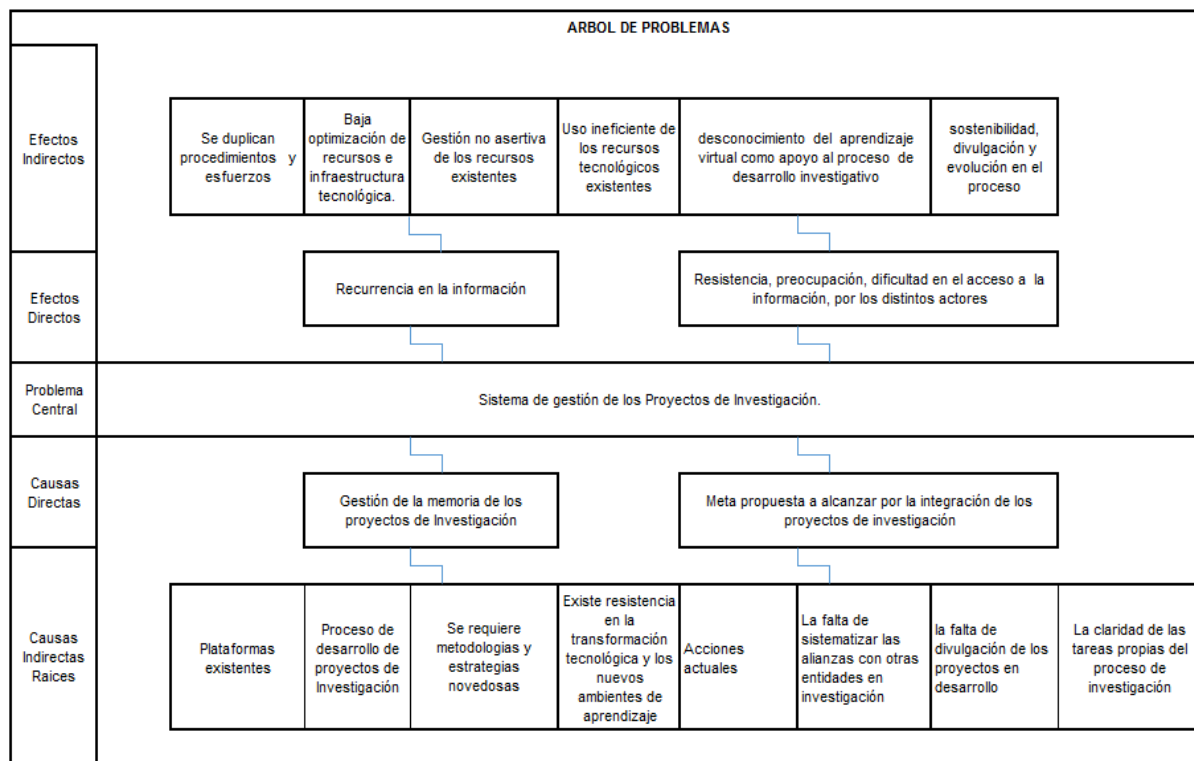 ARBOL DE PROBLEMAS
Efectos
Indirectos
Se duplican
procedimientos y
esfuerzos
Baja
optimización de
recursos e
infraestructura
tecnológica.
Gestión no asertiva
de los recursos
existentes
Uso ineficiente de
los recursos
tecnológicos
existentes
desconocimiento del aprendizaje
virtual como apoyo al proceso de
desarrollo investigativo
sostenibilidad,
divulgación y
evolución en el
proceso
Efectos
Directos
Recurrencia en la información
Resistencia, preocupación, dificultad en el acceso a la
información, por los distintos actores
Problema
Central
Sistema de gestión de los Proyectos de Investigación.
Causas
Directas
Gestión de la memoria de los
proyectos de Investigación
Meta propuesta a alcanzar por la integración de los
proyectos de investigación
Causas
Indirectas
Raices
Plataformas
existentes
Proceso de
desarrollo de
proyectos de
Investigación
Se requiere
metodologias y
estrategias
novedosas
Existe resistencia
en la
transformación
tecnológica y los
nuevos
ambientes de
aprendizaje
Acciones
actuales
La falta de
sistematizar las
alianzas con otras
entidades en
investigación
la falta de
divulgación de los
proyectos en
desarrollo
La claridad de las
tareas propias del
proceso de
investigación